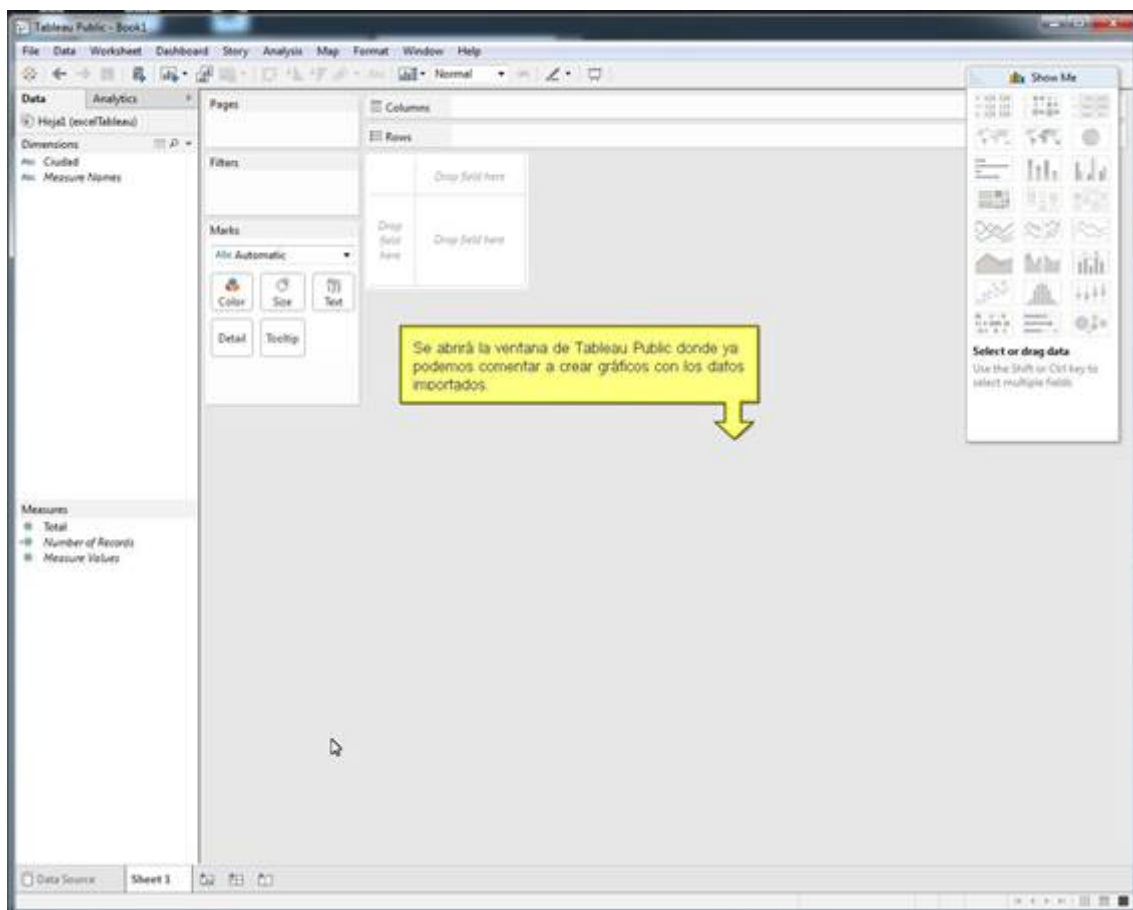 Tableau Public - Book1
File Data Worksheet Dashboard Story Analysis Map Format Window Help
Normal
Data Analytics
Hoja1 (excelTableau)
Dimensions
Abc Ciudad
Abc Measure Names
Measures
# Total
Number of Records
# Measure Values
Pages
Filters
Marks
Abc Automatic
Color Size Text
Detail Tooltip
Columns
Rows
Drop field here
Drop
field
here
Drop field here
Se abrirá la ventana de Tableau Public donde ya
podemos comentar a crear gráficos con los datos
importados
Show Me
Select or drag data
Use the Shift or Ctrl key to
select multiple fields
Data Source Sheet 1